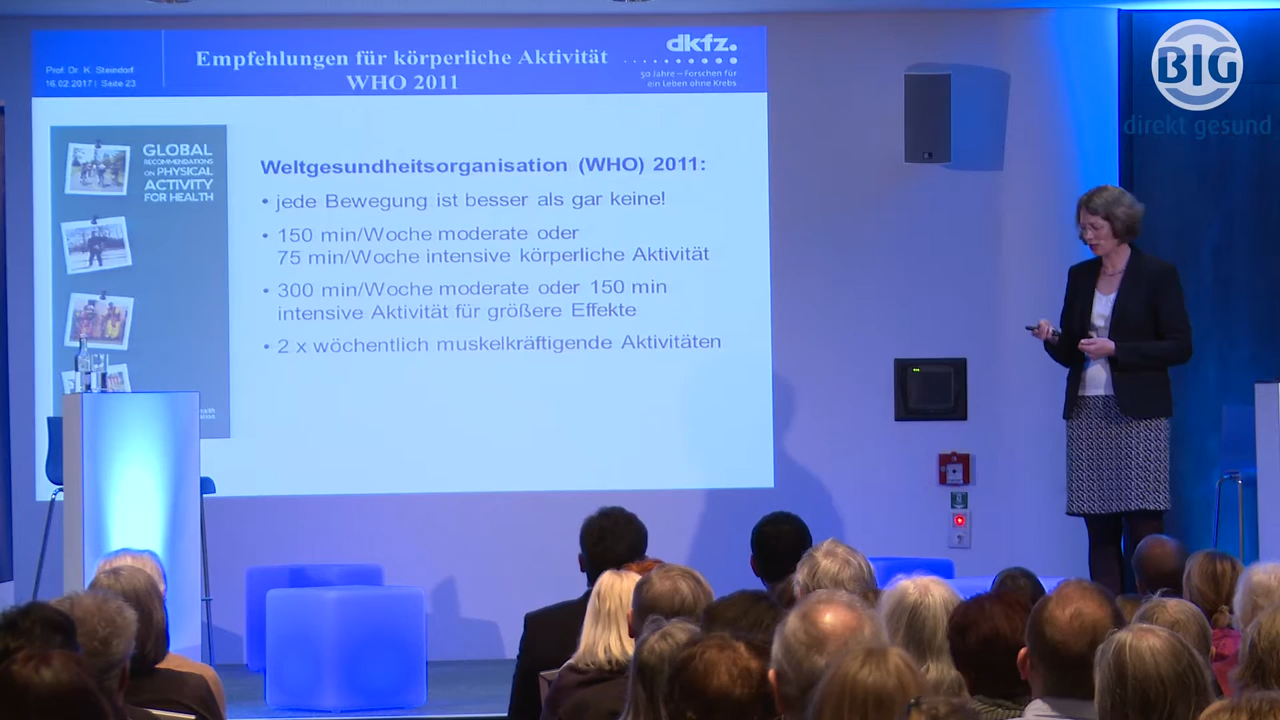 Prof. Dr. K. Steindorf
16.02.2017 | Seite 23
Empfehlungen für körperliche Aktivität
WHO 2011
dkfz.
50 Jahre – Forschen für
ein Leben ohne Krebs
GLOBAL
RECOMMENDATIONS
ON PHYSICAL
ACTIVITY
FOR HEALTH
Weltgesundheitsorganisation (WHO) 2011:
• jede Bewegung ist besser als gar keine!
• 150 min/Woche moderate oder
75 min/Woche intensive körperliche Aktivität
• 300 min/Woche moderate oder 150 min
intensive Aktivität für größere Effekte
• 2 x wöchentlich muskelkräftigende Aktivitäten
BIG
direkt gesund